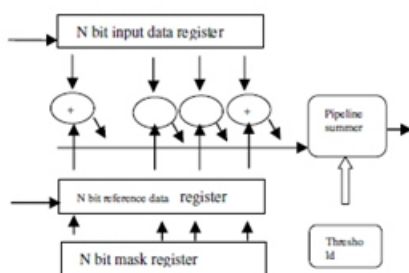 N bit input data register
+
+
Pipeline
summer
N bit reference data register
N bit mask register
Thresho
ld